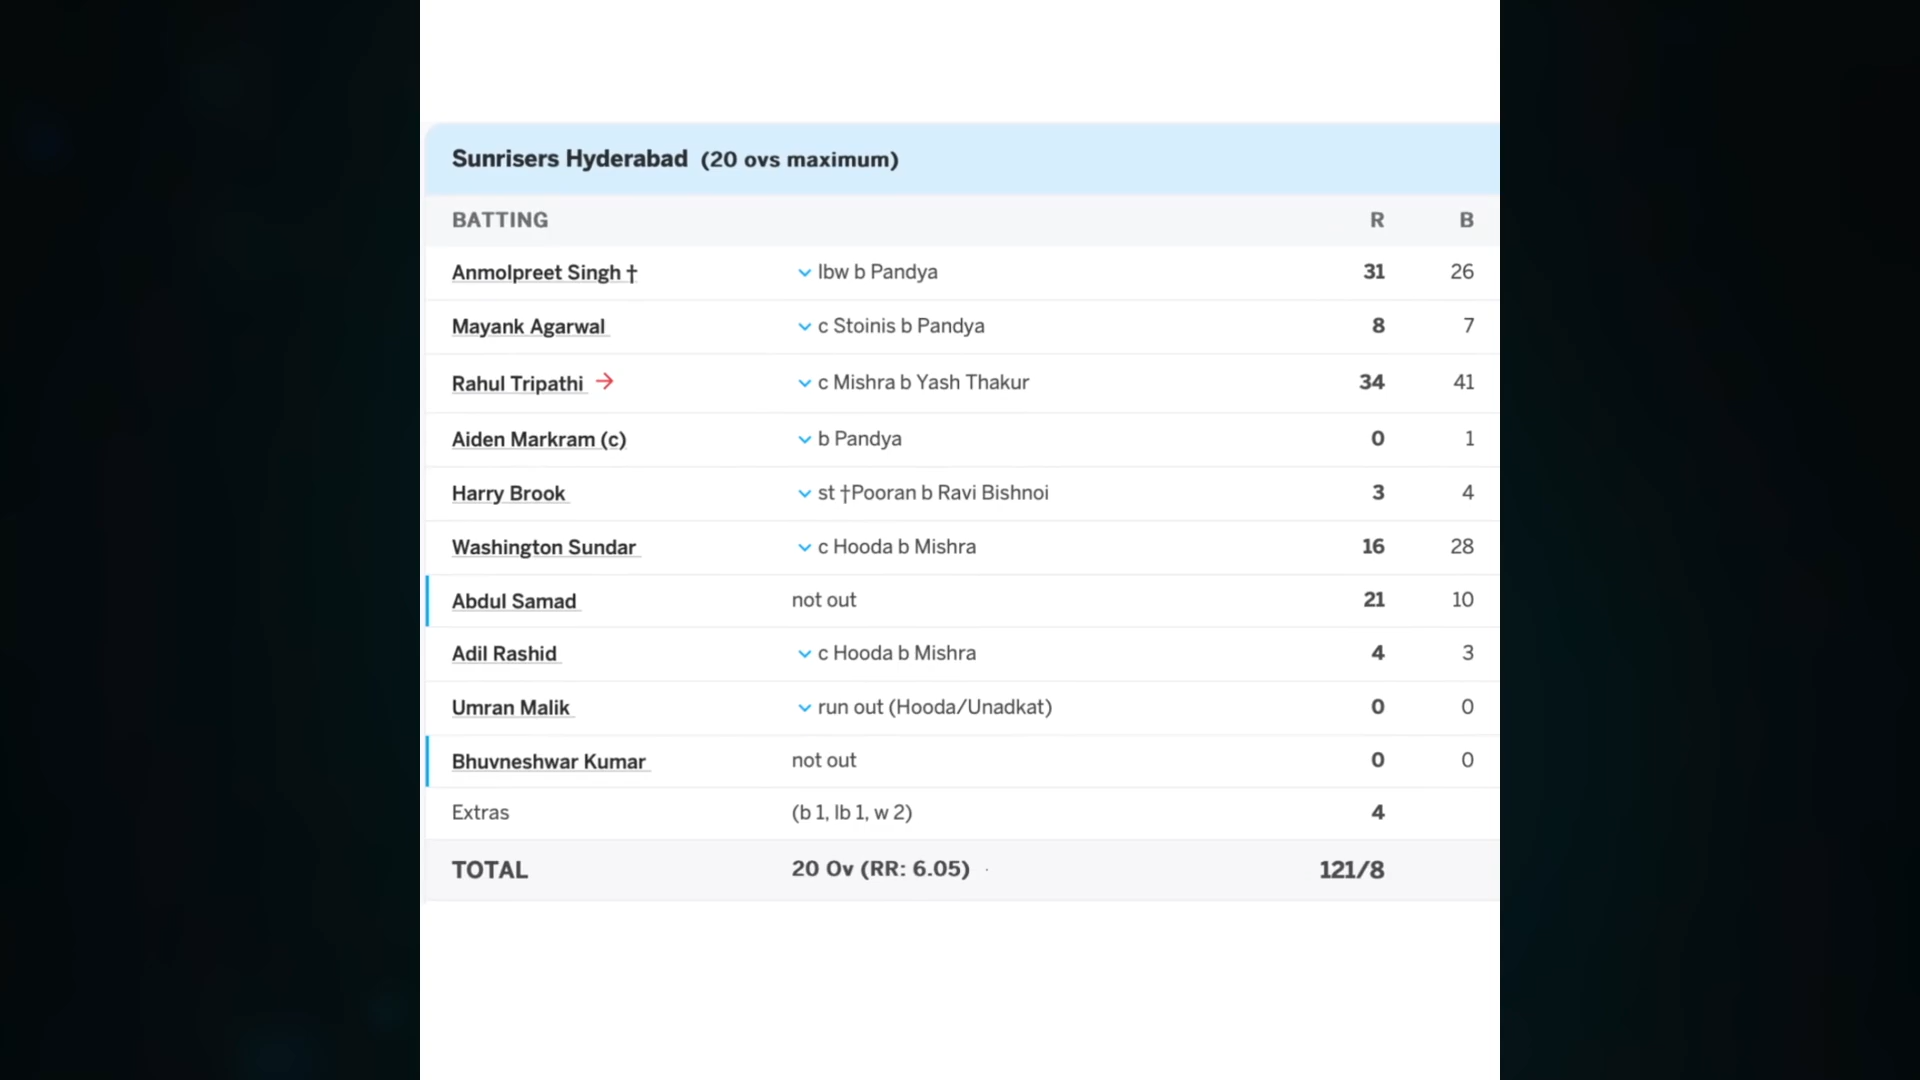 Sunrisers Hyderabad (20 ovs maximum)
BATTING R B
Anmolpreet Singh † lbw b Pandya 31 26
Mayank Agarwal c Stoinis b Pandya 8 7
Rahul Tripathi → c Mishra b Yash Thakur 34 41
Aiden Markram (c) b Pandya 0 1
Harry Brook st †Pooran b Ravi Bishnoi 3 4
Washington Sundar c Hooda b Mishra 16 28
Abdul Samad not out 21 10
Adil Rashid c Hooda b Mishra 4 3
Umran Malik run out (Hooda/Unadkat) 0 0
Bhuvneshwar Kumar not out 0 0
Extras (b 1, lb 1, w 2) 4
TOTAL 20 Ov (RR: 6.05) 121/8